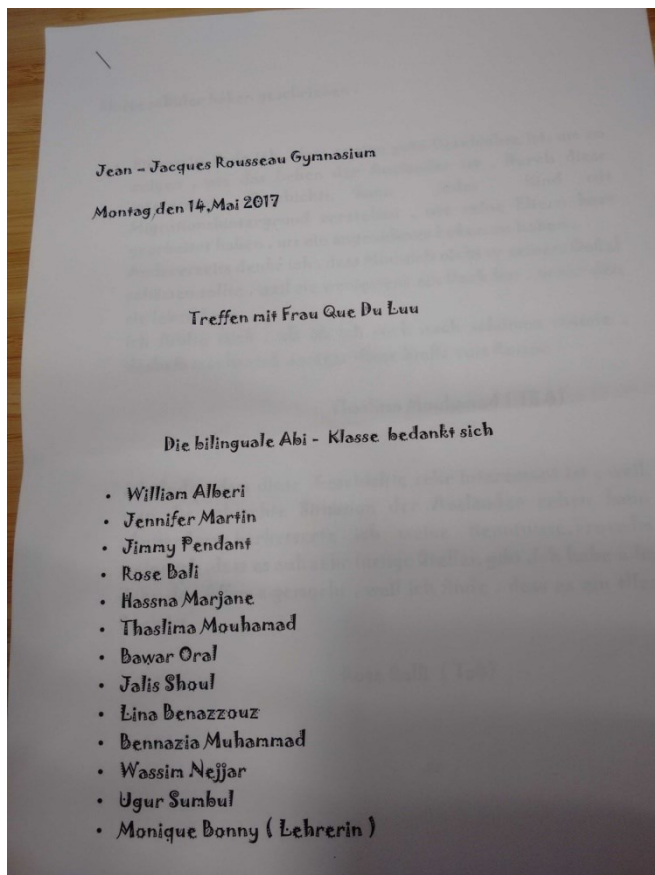 Jean - Jacques Rousseau Gymnasium
Montag,den 14,Mai 2017
Treffen mit Frau Que Du Luu
Die bilinguale Abi - Klasse bedankt sich
• William Alberi
• Jennifer Martin
• Jimmy Pendant
• Rose Bali
• Hassna Marjane
• Thaslima Mouhamad
• Bawar Oral
• Jalis Shoul
• Lina Benazzouz
• Bennazia Muhammad
• Wassim Nejjar
• Ugur Sumbul
• Monique Bonny ( Lehrerin )